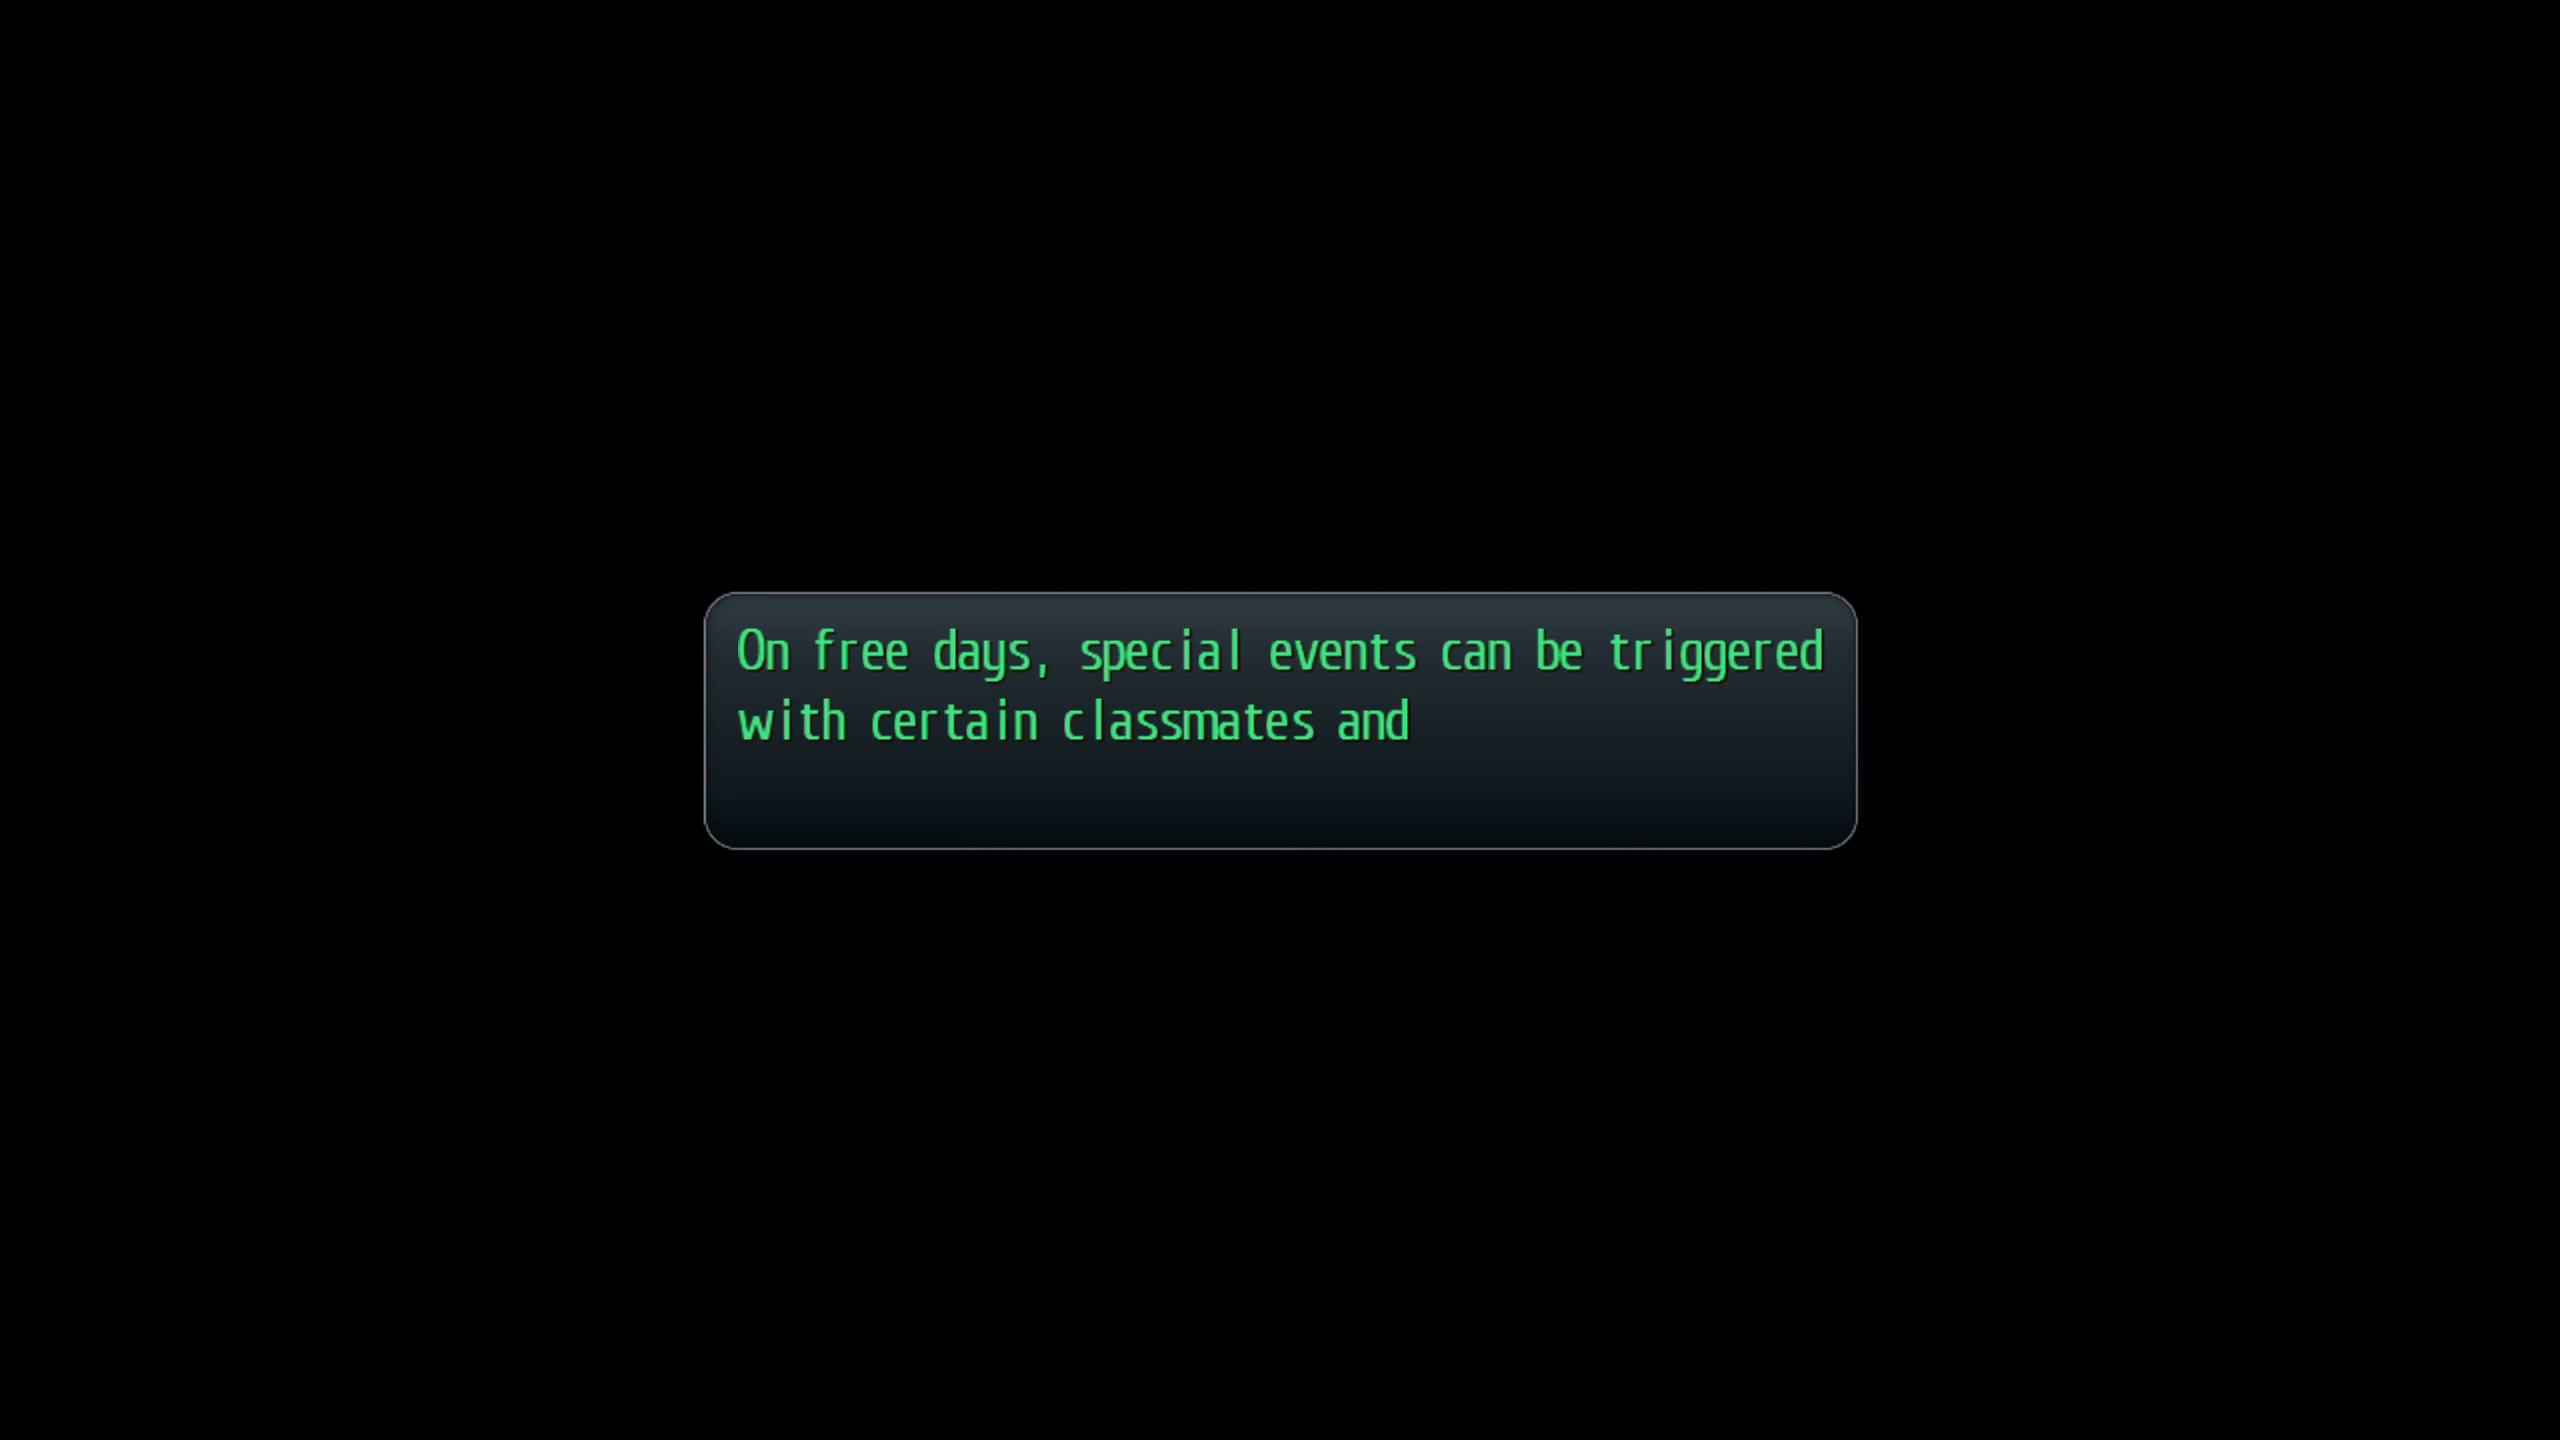 On free days, special events can be triggered
with certain classmates and